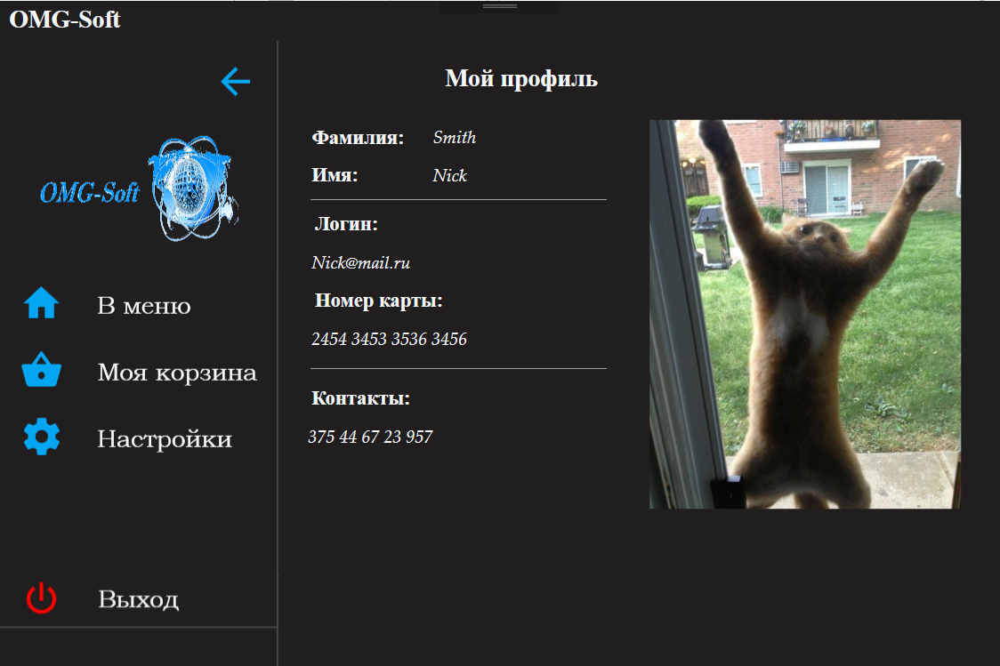 OMG-Soft
OMG-Soft
В меню
Моя корзина
Настройки
Выход
Мой профиль
Фамилия: Smith
Имя: Nick
Логин:
Nick@mail.ru
Номер карты:
2454 3453 3536 3456
Контакты:
375 44 67 23 957